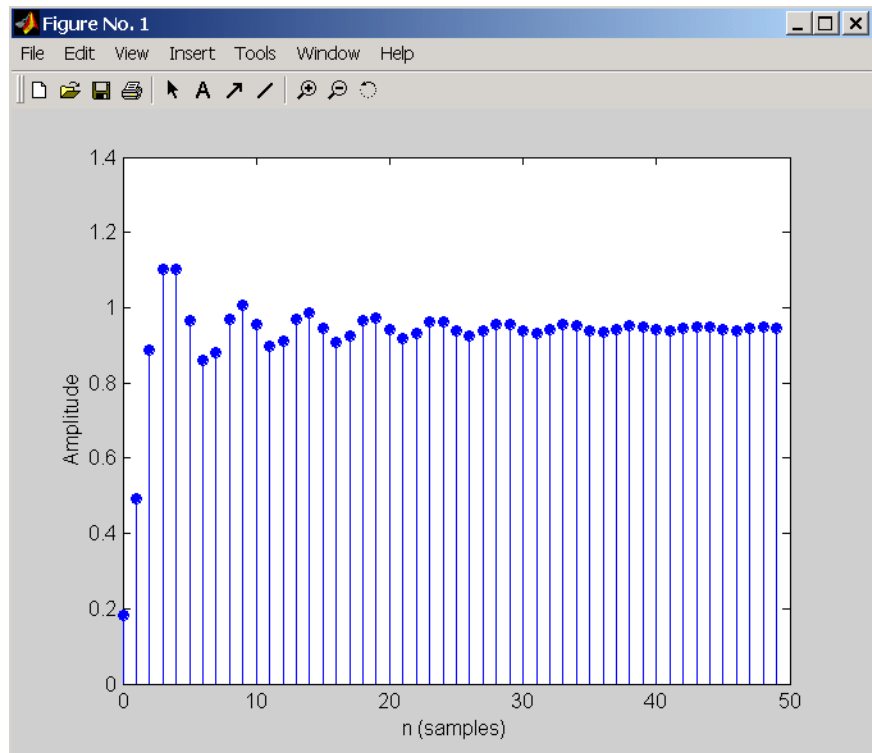 Figure No. 1
File Edit View Insert Tools Window Help
A
1.4
1.2
1
0.8
0.6
0.4
0.2
0
Amplitude
0 10 20 30 40 50
n (samples)